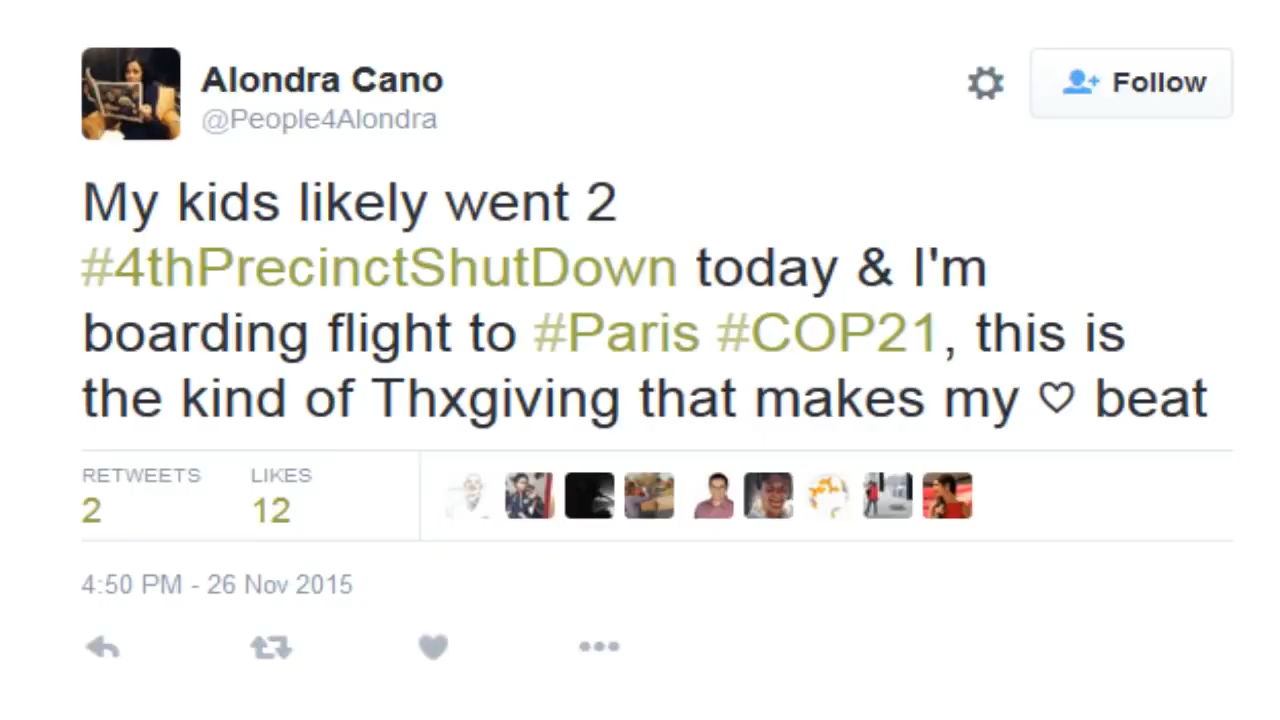 Alondra Cano
@People4Alondra
Follow
My kids likely went 2
#4thPrecinctShutDown today & I'm
boarding flight to #Paris #COP21, this is
the kind of Thxgiving that makes my ♡ beat
RETWEETS LIKES
2 12
4:50 PM - 26 Nov 2015